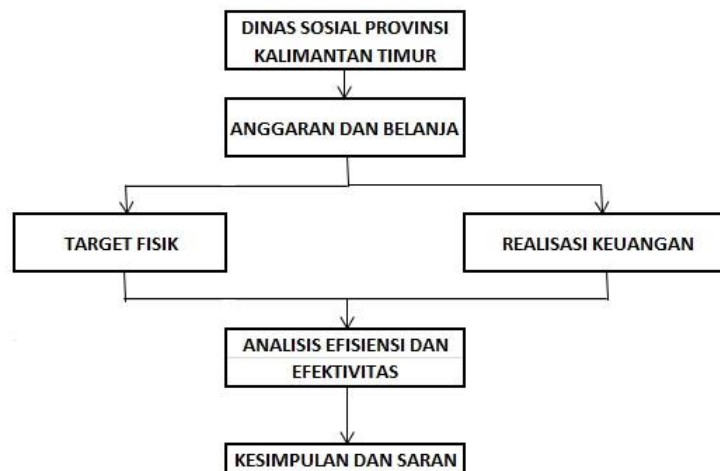 DINAS SOSIAL PROVINSI
KALIMANTAN TIMUR
ANGGARAN DAN BELANJA
TARGET FISIK
REALISASI KEUANGAN
ANALISIS EFISIENSI DAN
EFEKTIVITAS
KESIMPULAN DAN SARAN